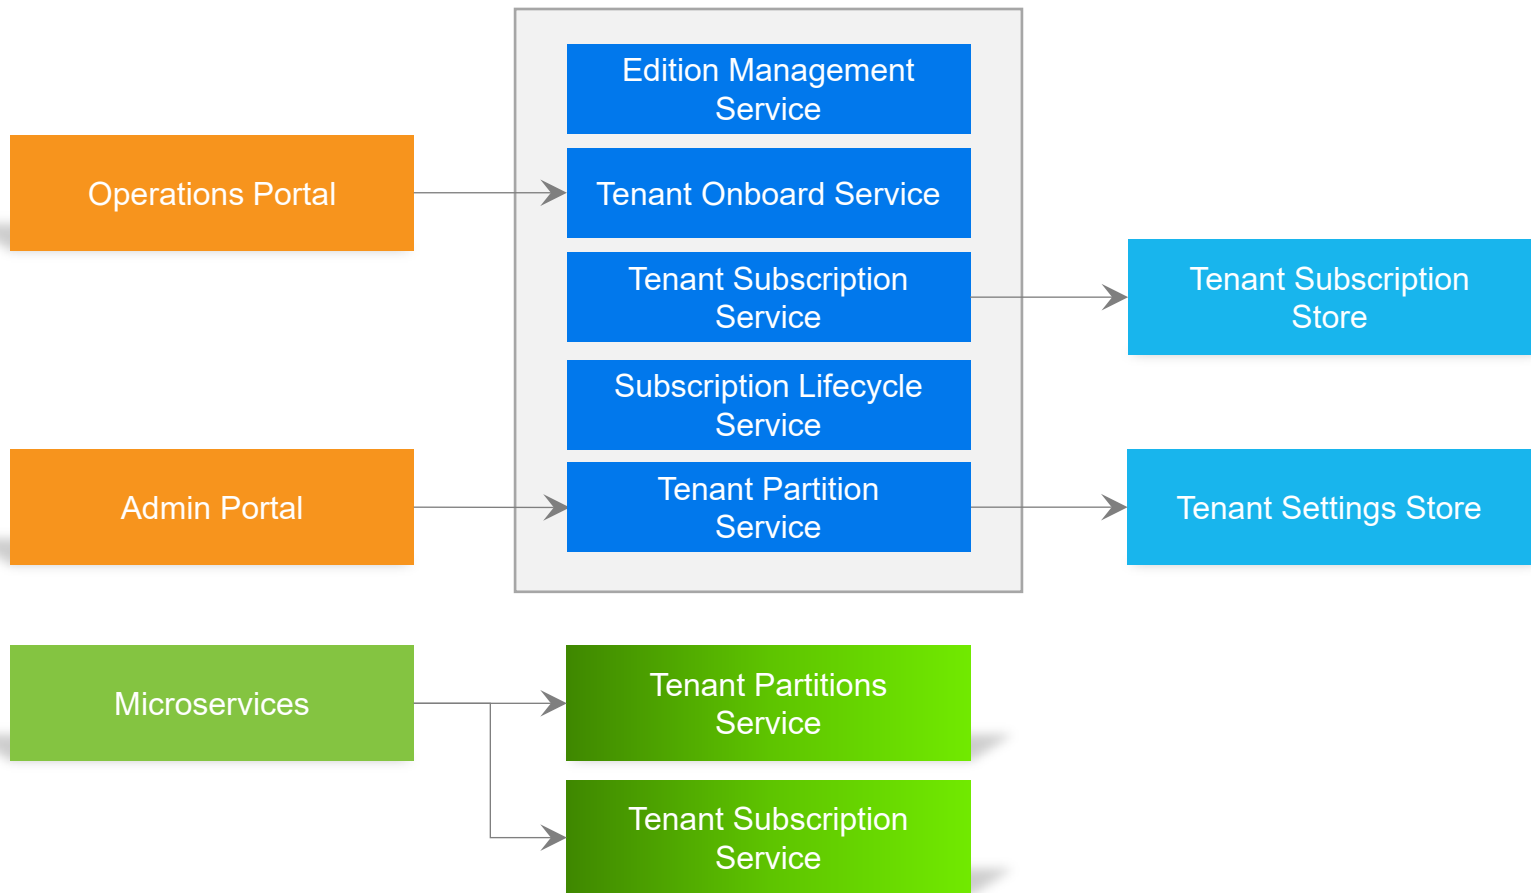 Edition Management
Service
Operations Portal
Tenant Onboard Service
Tenant Subscription
Service
Tenant Subscription
Store
Subscription Lifecycle
Service
Admin Portal
Tenant Partition
Service
Tenant Settings Store
Microservices
Tenant Partitions
Service
Tenant Subscription
Service